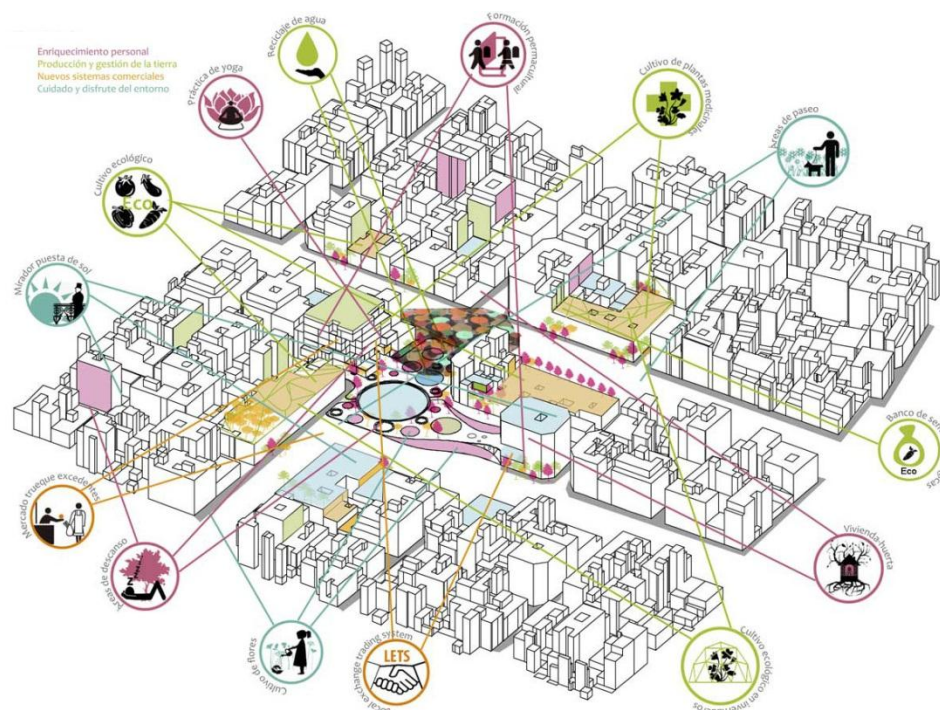 Enriquecimiento personal
Producción y gestión de la tierra
Nuevos sistemas comerciales
Cuidado y disfrute del entorno
Reciclaje de agua
Formación permacultural
Práctica de yoga
Cultivo de plantas medicinales
Áreas de paseo
Cultivo ecológico
ECO
Mirador puesta de sol
Banco de
Eco
Mercado trueque excedentes
Vivienda-huerta
Áreas de descanso
Cultivo de flores
LETS
exchange trading system
Cultivo ecológico en